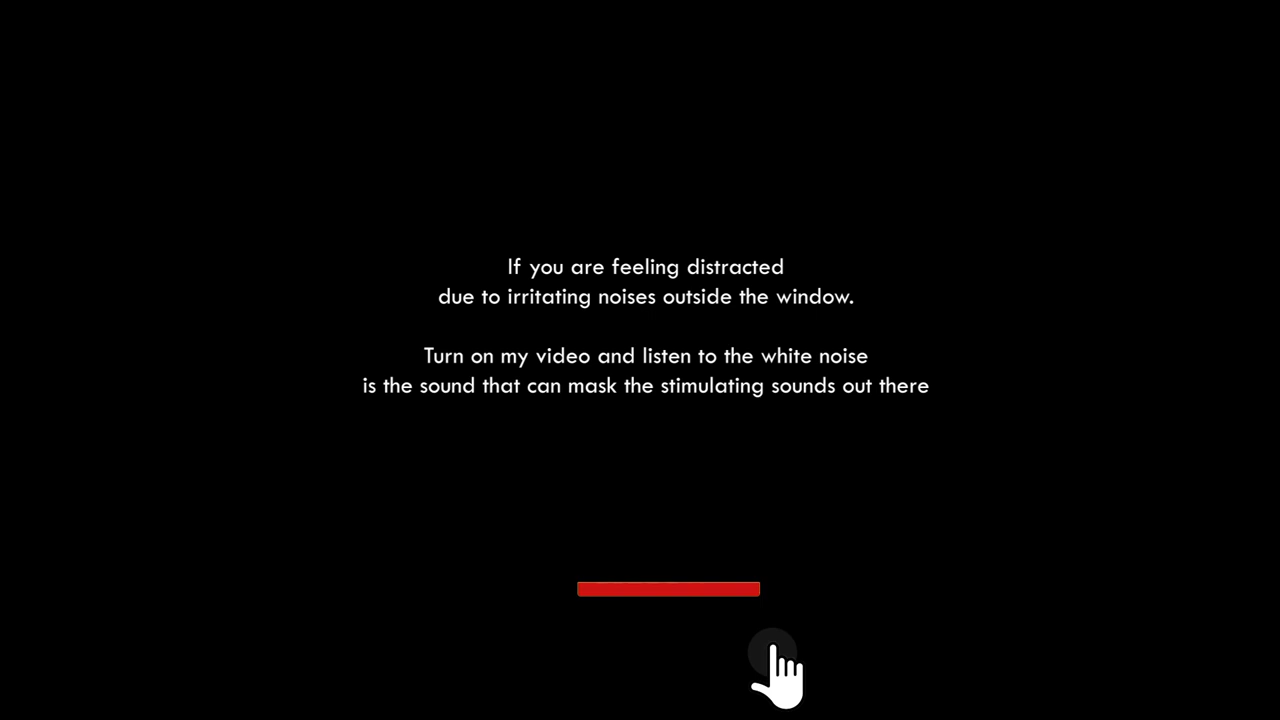 If you are feeling distracted
due to irritating noises outside the window.
Turn on my video and listen to the white noise
is the sound that can mask the stimulating sounds out there